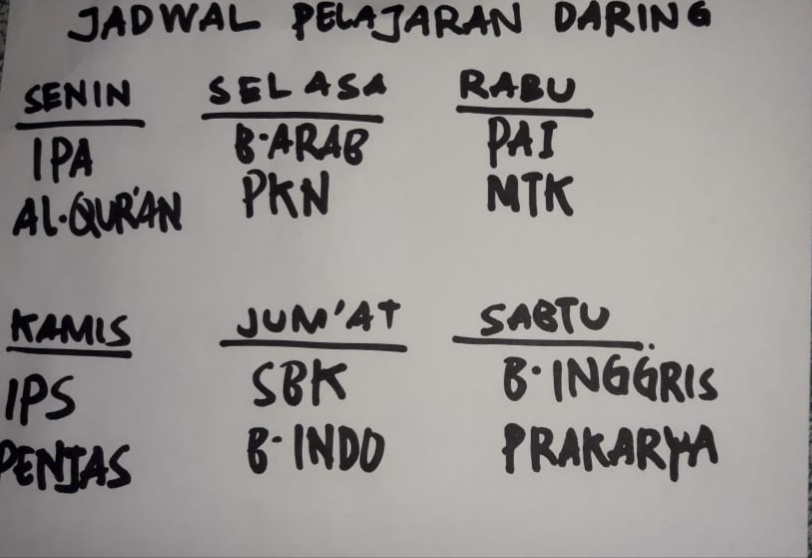 JADWAL PELAJARAN DARING
SENIN
IPA
AL-QUR'AN
SELASA
B.ARAB
PKN
RABU
PAI
MTK
KAMIS
IPS
PENJAS
JUM'AT
SBK
B-INDO
SABTU
B.INGGRIS
PRAKARYA